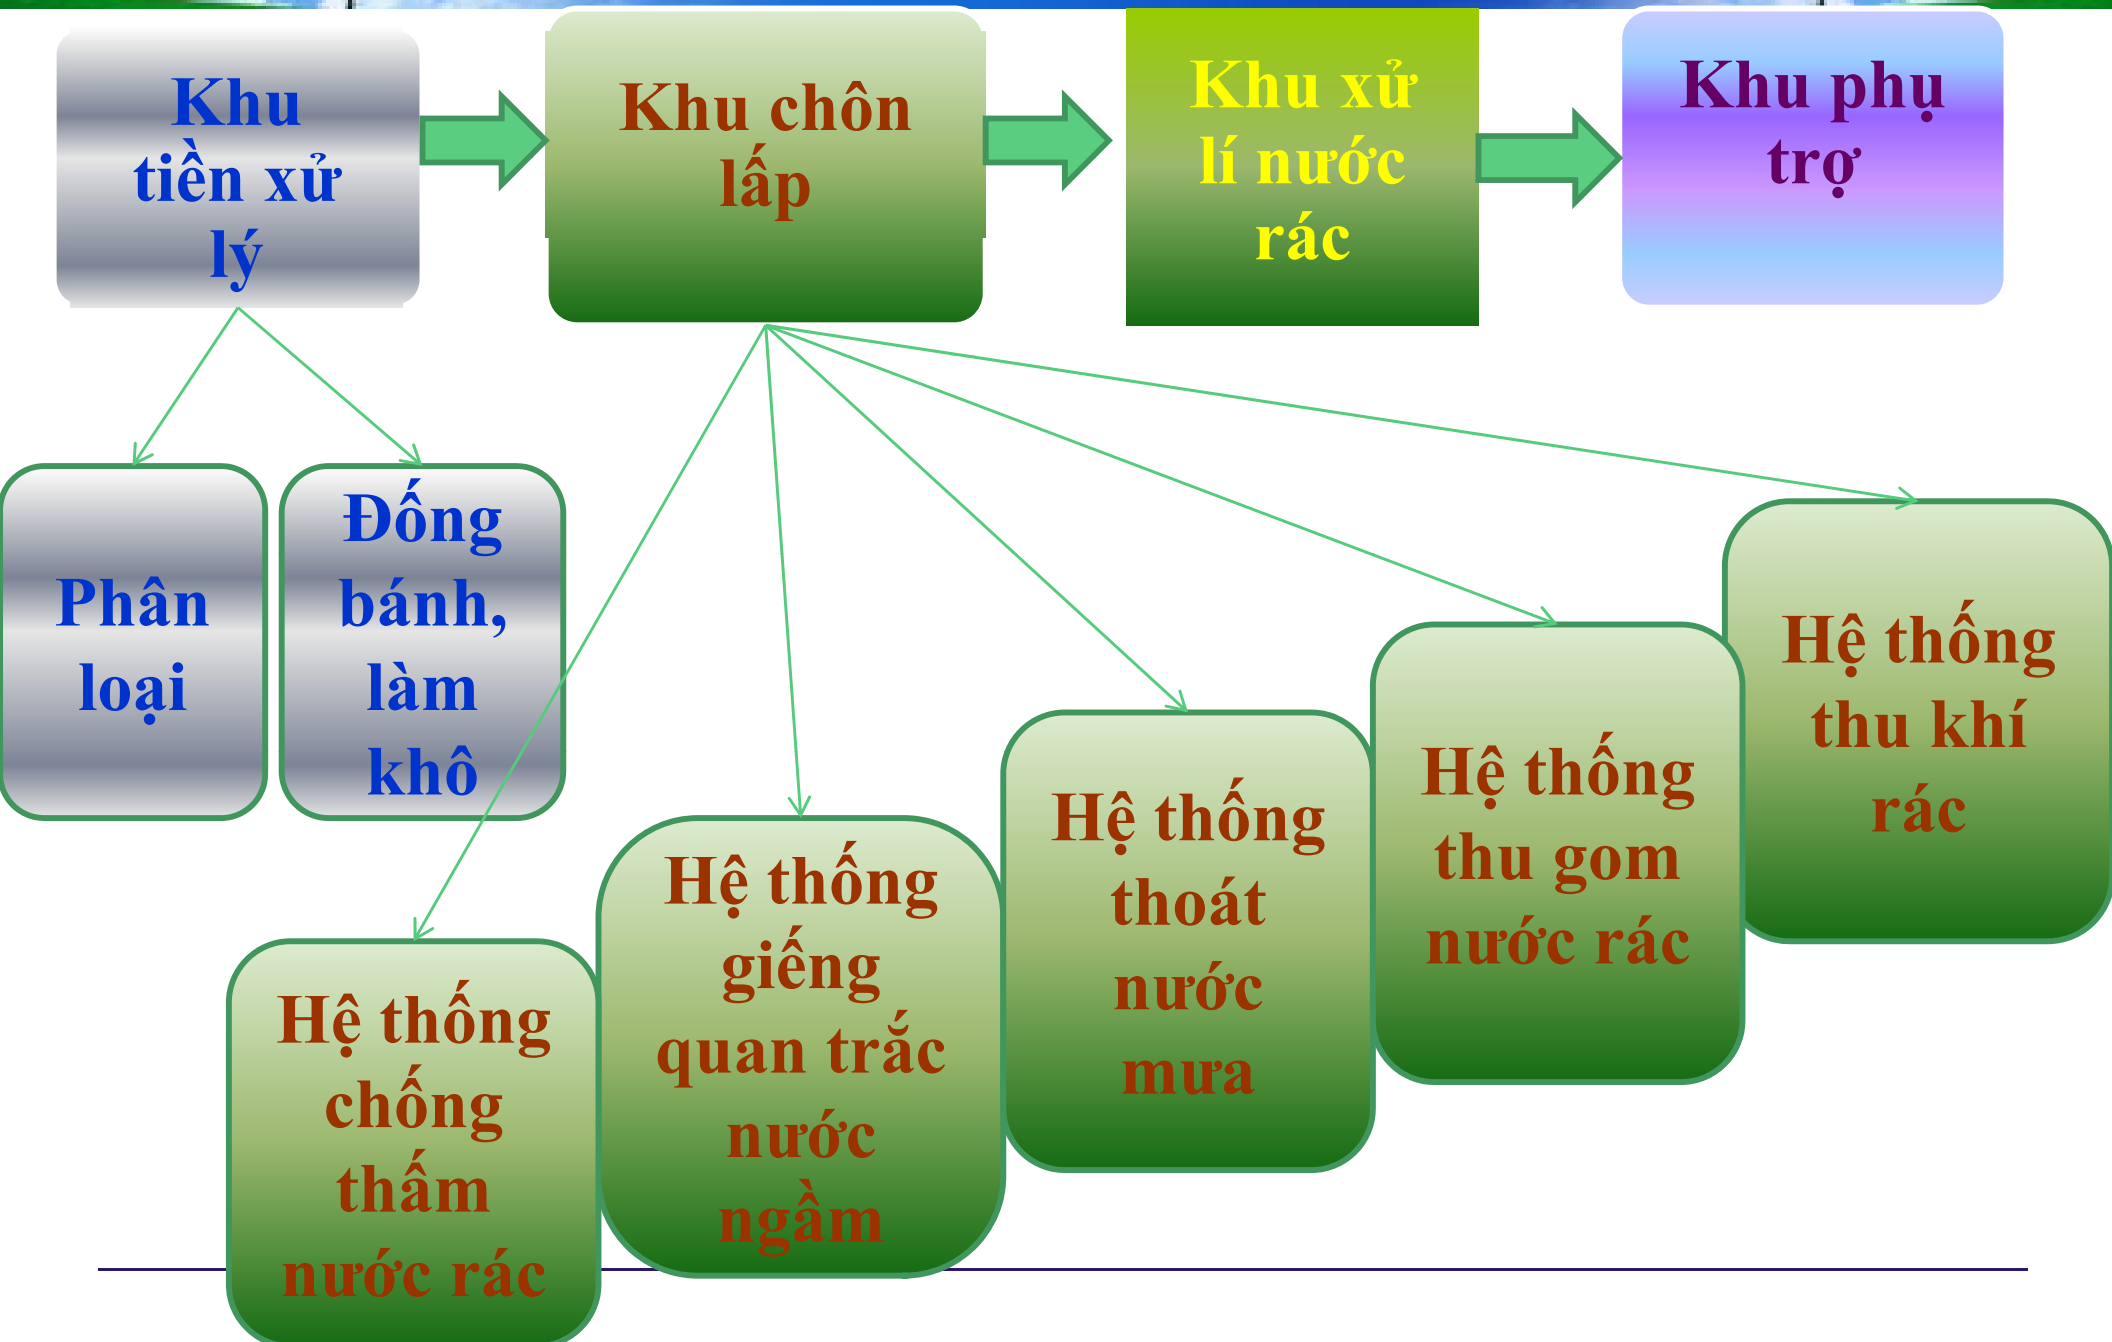 Khu
tiền xử
lý
Khu chôn
lấp
Khu xử
lí nước
rác
Khu phụ
trợ
Phân
loại
Đống
bánh,
làm
khô
Hệ thống
chống
thấm
nước rác
Hệ thống
giếng
quan trắc
nước
ngầm
Hệ thống
thoát
nước
mưa
Hệ thống
thu gom
nước rác
Hệ thống
thu khí
rác